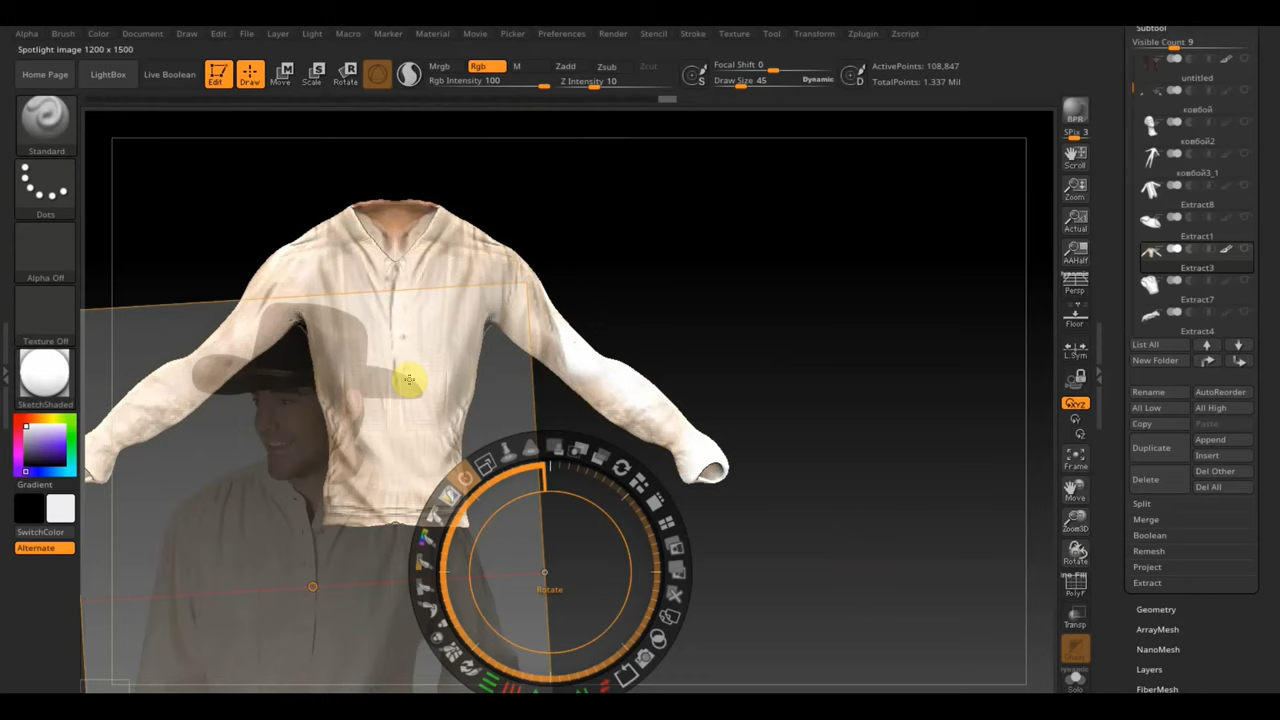 Alpha Brush Color Document Draw Edit File Layer Light Macro Marker Material Movie Picker Preferences Render Stencil Stroke Texture Tool Transform Zplugin Zscript
Spotlight image 1200 x 1500
Home Page
LightBox
Live Boolean
Edit
Draw
Move
Scale
Rotate
Mrgb
Rgb
M
Rgb Intensity 100
Zadd
Zsub
Zcut
Z Intensity 10
Focal Shift 0
Draw Size 45
Dynamic
ActivePoints: 108,847
TotalPoints: 1.337 Mil
Standard
Dots
Alpha Off
Texture Off
SketchShaded
Gradient
SwitchColor
Alternate
Rotate
BPR
SPix 3
Scroll
Zoom
Actual
AAHalf
Dynamic
Persp
Floor
L.Sym
XYZ
Y
Z
Frame
Move
Zoom3D
Rotate
Line Fill
PolyF
Transp
Dynamic
Solo
Subtool
Visible Count 9
untitled
ковбой
ковбой2
ковбой3_1
Extract8
Extract1
Extract3
Extract7
Extract4
List All
New Folder
Rename
AutoReorder
All Low
All High
Copy
Paste
Duplicate
Append
Insert
Delete
Del Other
Del All
Split
Merge
Boolean
Remesh
Project
Extract
Geometry
ArrayMesh
NanoMesh
Layers
FiberMesh